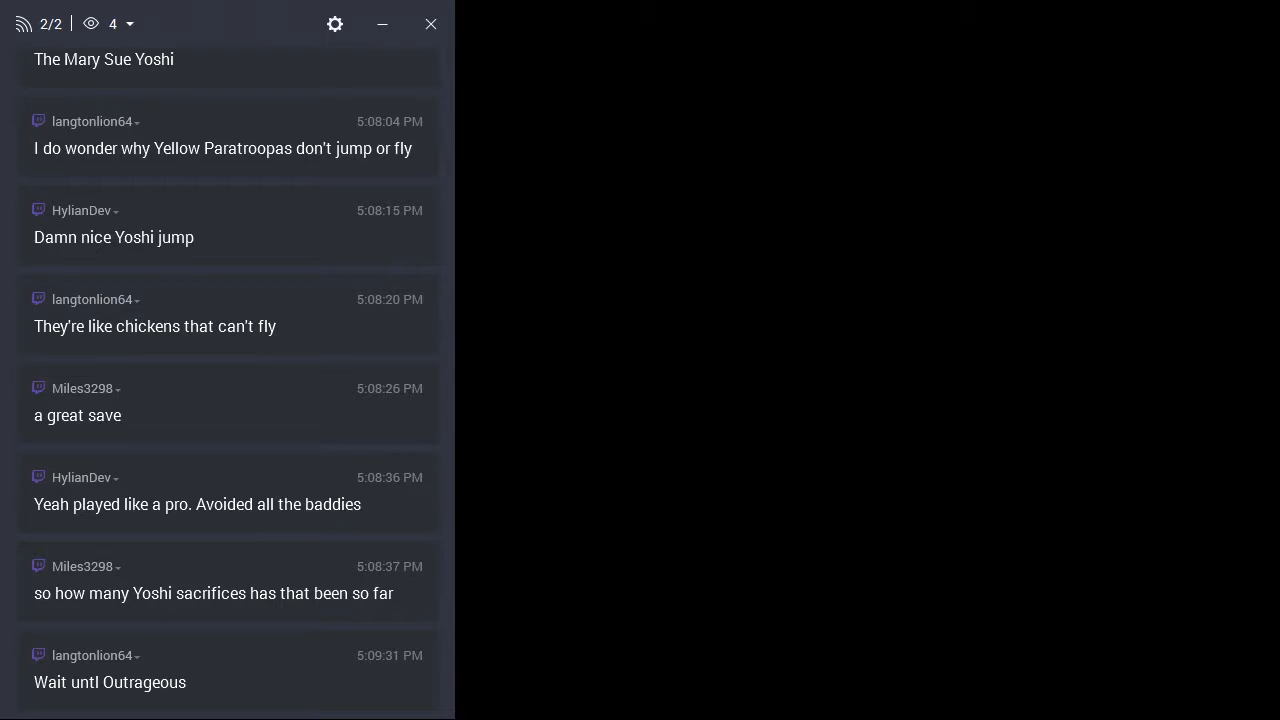 2/2 | 4
The Mary Sue Yoshi
langtonlion64 5:08:04 PM
I do wonder why Yellow Paratroopas don't jump or fly
HylianDev 5:08:15 PM
Damn nice Yoshi jump
langtonlion64 5:08:20 PM
They're like chickens that can't fly
Miles3298 5:08:26 PM
a great save
HylianDev 5:08:36 PM
Yeah played like a pro. Avoided all the baddies
Miles3298 5:08:37 PM
so how many Yoshi sacrifices has that been so far
langtonlion64 5:09:31 PM
Wait untl Outrageous